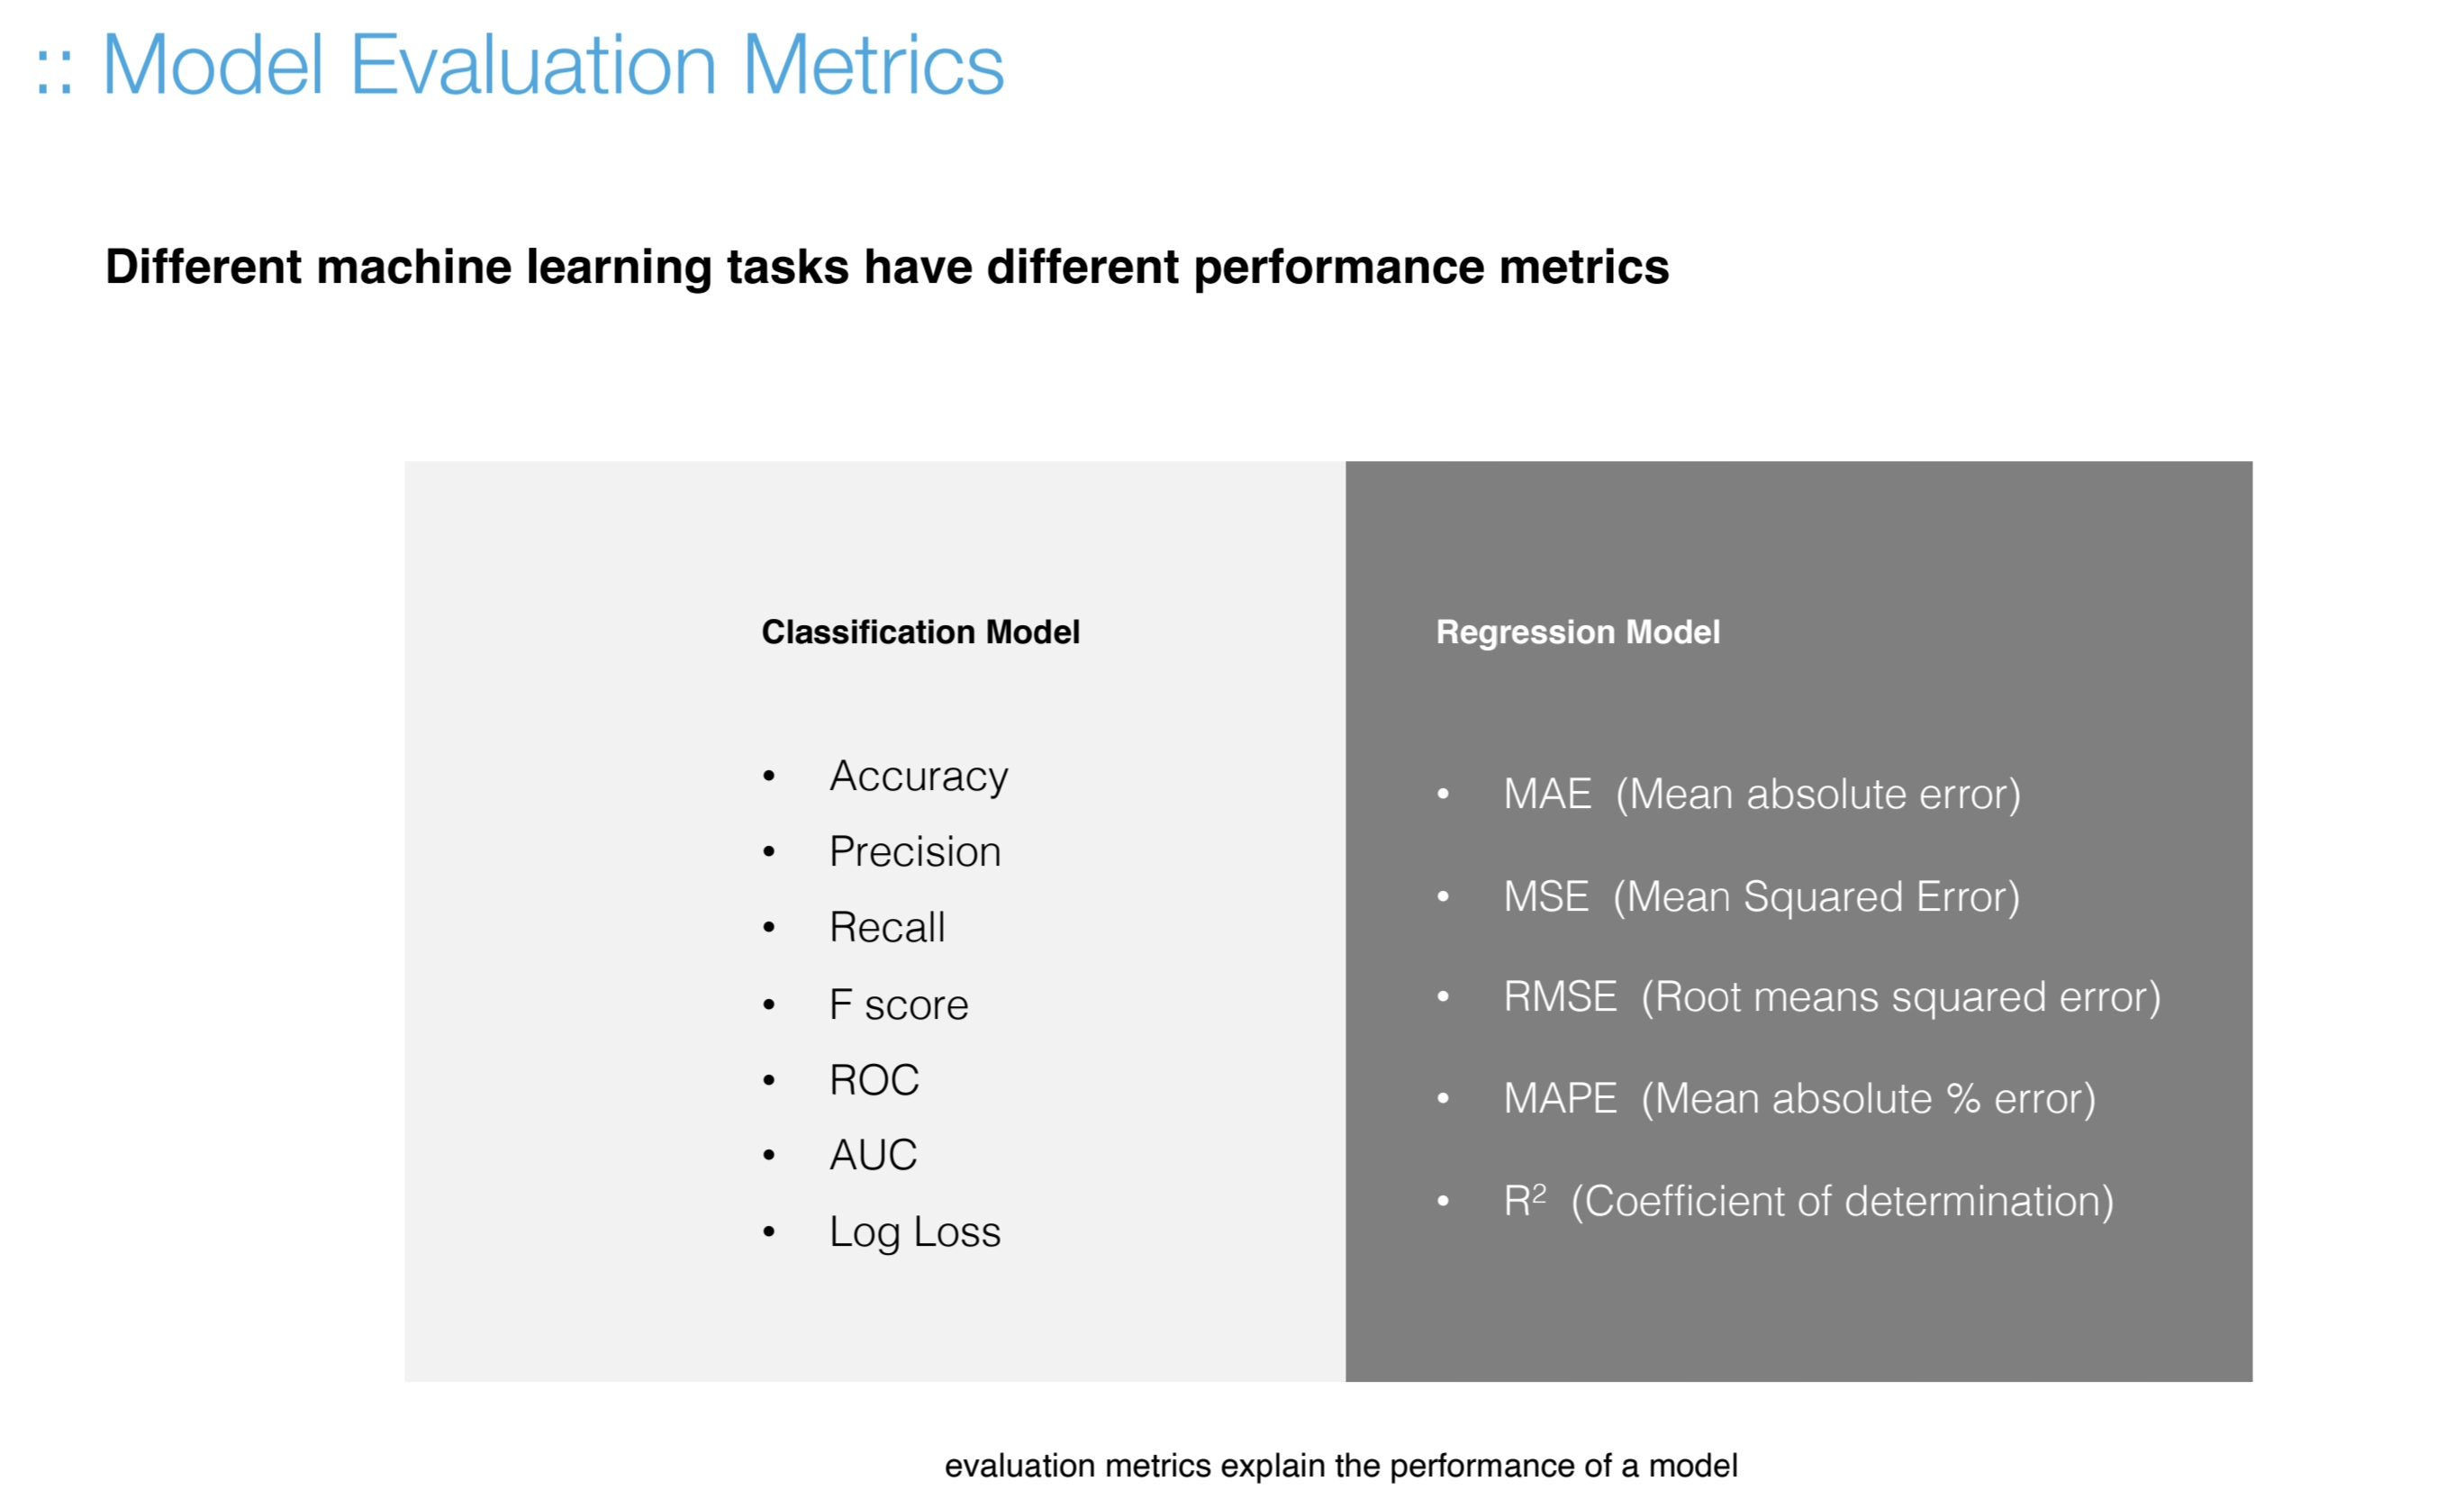 :: Model Evaluation Metrics
Different machine learning tasks have different performance metrics
Classification Model
• Accuracy
• Precision
• Recall
• F score
• ROC
• AUC
• Log Loss
Regression Model
• MAE (Mean absolute error)
• MSE (Mean Squared Error)
• RMSE (Root means squared error)
• MAPE (Mean absolute % error)
• R² (Coefficient of determination)
evaluation metrics explain the performance of a model